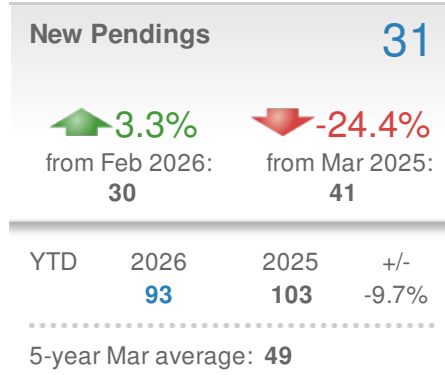 New Pendings 31
3.3% -24.4%
from Feb 2026: from Mar 2025:
30 41
YTD 2026 2025 +/-
93 103 -9.7%
5-year Mar average: 49